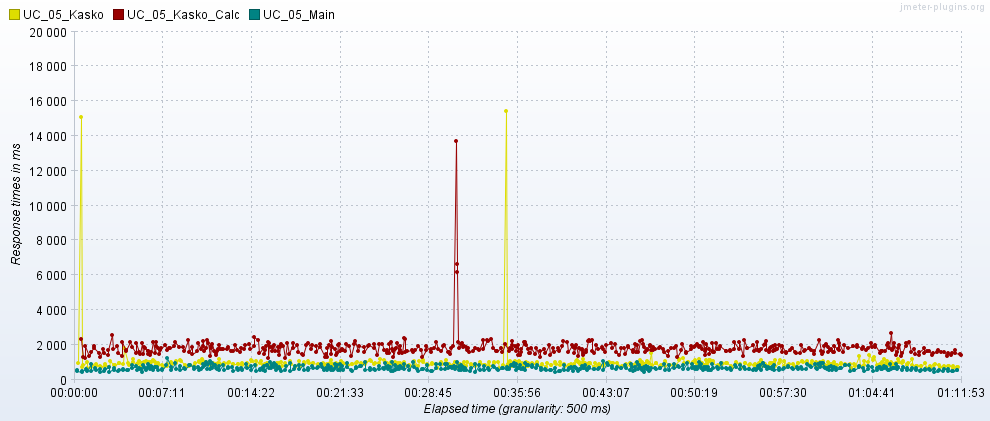 UC_05_Kasko UC_05_Kasko_Calc UC_05_Main
jmeter-plugins.org
20 000
18 000
16 000
14 000
12 000
10 000
8 000
6 000
4 000
2 000
0
Response times in ms
00:00:00 00:07:11 00:14:22 00:21:33 00:28:45 00:35:56 00:43:07 00:50:19 00:57:30 01:04:41 01:11:53
Elapsed time (granularity: 500 ms)